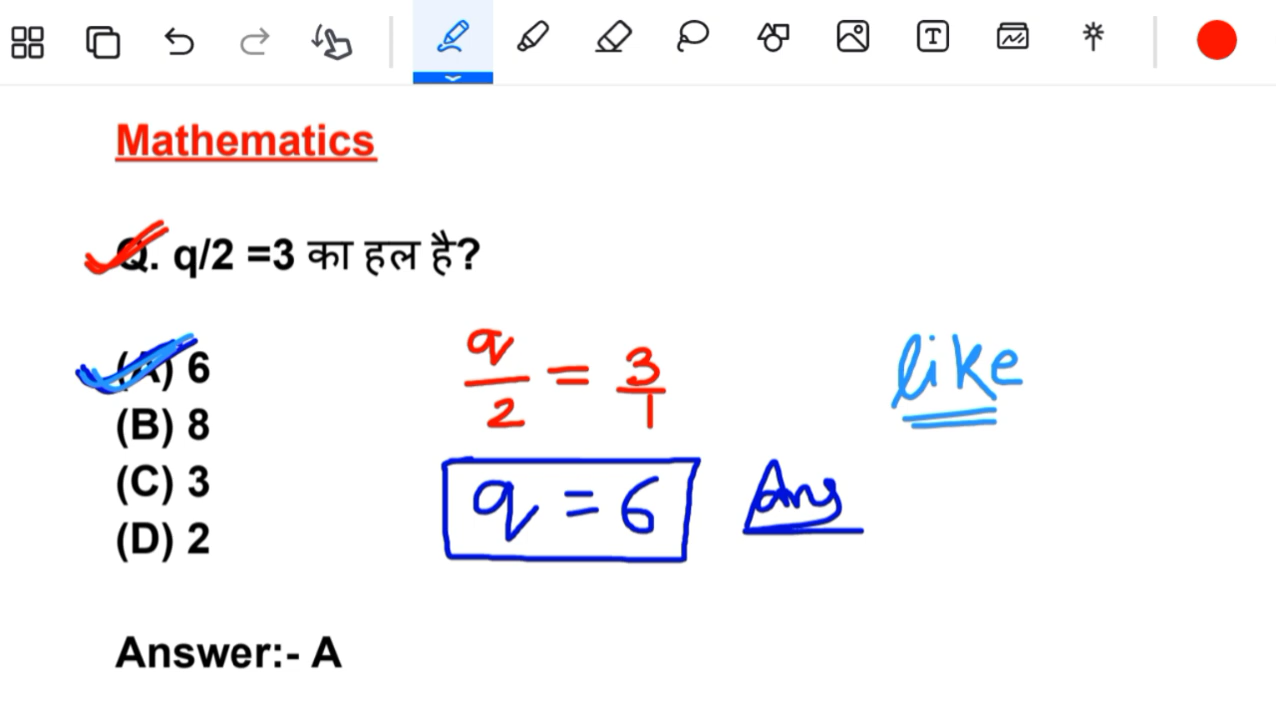 Mathematics
Q. q/2 =3 का हल है?
(A) 6
(B) 8
(C) 3
(D) 2
q/2 = 3/1
q = 6 Ans
like
Answer:- A